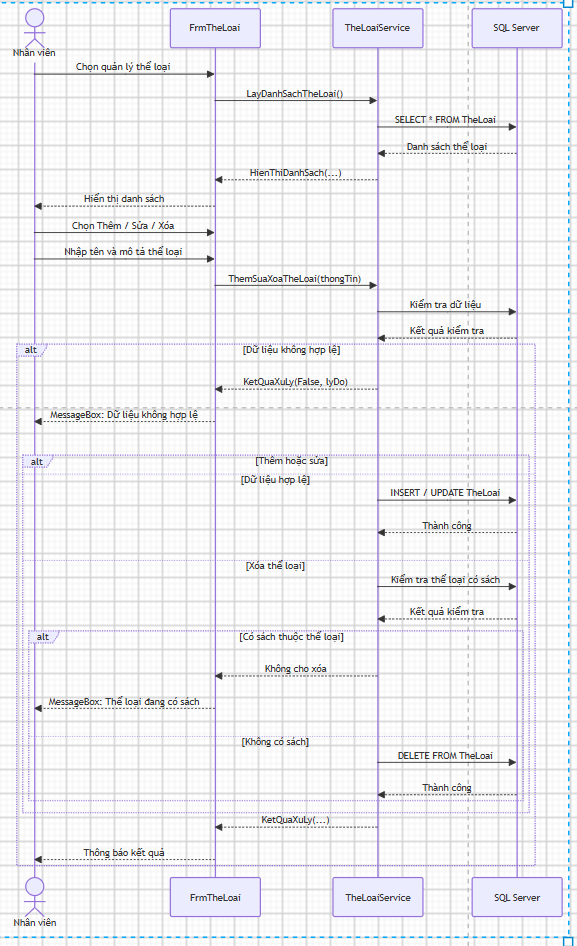 FrmTheLoai
TheLoaiService
SQL Server
Nhân viên
Chọn quản lý thể loại
LayDanhSachTheLoai()
SELECT * FROM TheLoai
Danh sách thể loại
HienThiDanhSach(...)
Hiển thị danh sách
Chọn Thêm / Sửa / Xóa
Nhập tên và mô tả thể loại
ThemSuaXoaTheLoai(thongTin)
Kiểm tra dữ liệu
Kết quả kiểm tra
alt
[Dữ liệu không hợp lệ]
KetQuaXuLy(False, lyDo)
MessageBox: Dữ liệu không hợp lệ
alt
[Thêm hoặc sửa]
[Dữ liệu hợp lệ]
INSERT / UPDATE TheLoai
Thành công
[Xóa thể loại]
Kiểm tra thể loại có sách
Kết quả kiểm tra
alt
[Có sách thuộc thể loại]
Không cho xóa
MessageBox: Thể loại đang có sách
[Không có sách]
DELETE FROM TheLoai
Thành công
KetQuaXuLy(...)
Thông báo kết quả
FrmTheLoai
TheLoaiService
SQL Server
Nhân viên